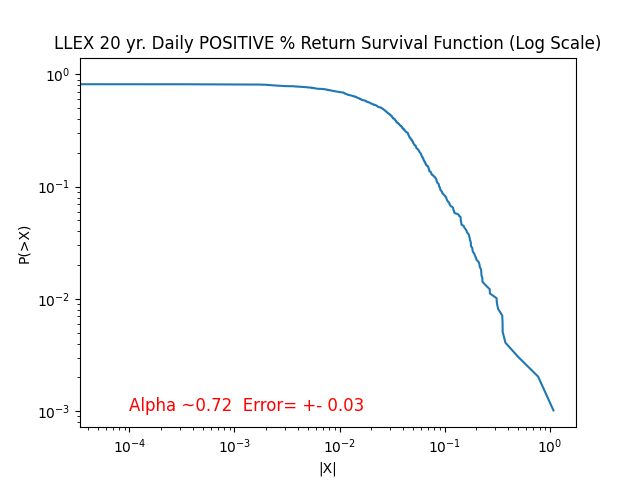 LLEX 20 yr. Daily POSITIVE % Return Survival Function (Log Scale)
P(>X)
10⁰
10⁻¹
10⁻²
10⁻³
Alpha ~0.72  Error= +- 0.03
10⁻⁴
10⁻³
10⁻²
10⁻¹
10⁰
|X|